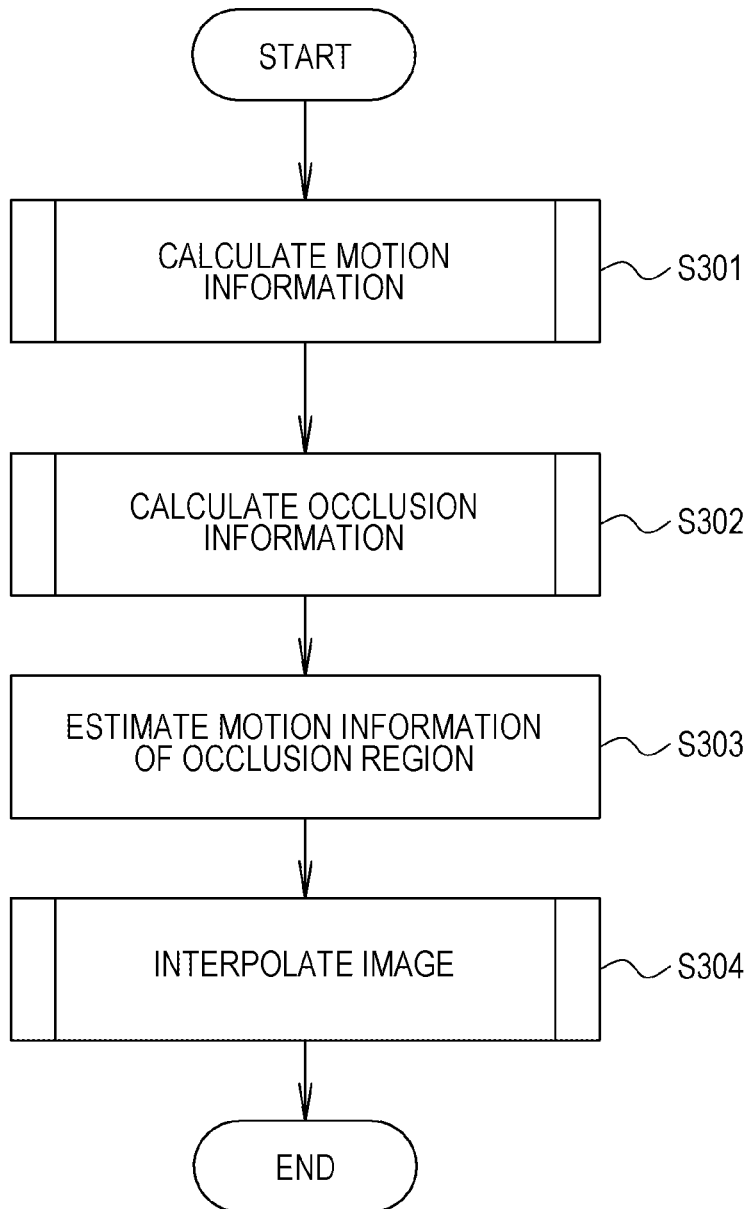 START
CALCULATE MOTION
INFORMATION
S301
CALCULATE OCCLUSION
INFORMATION
S302
ESTIMATE MOTION INFORMATION
OF OCCLUSION REGION
S303
INTERPOLATE IMAGE
S304
END